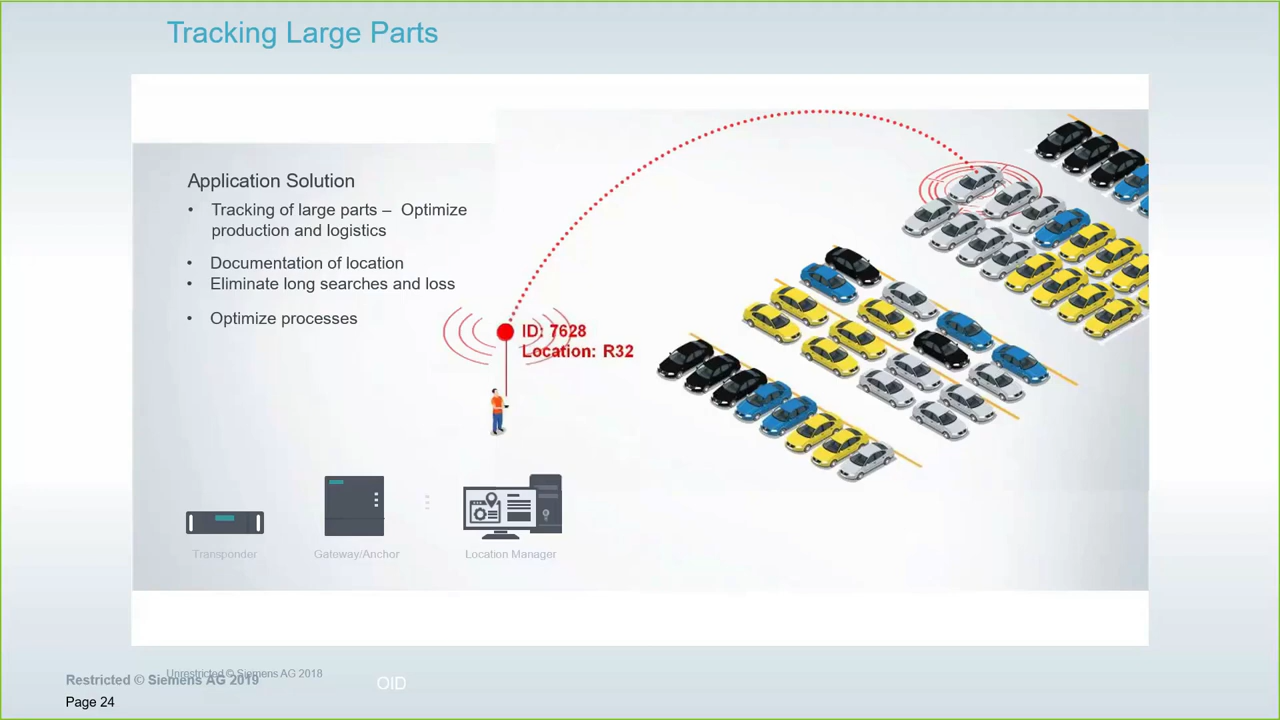 Tracking Large Parts
Application Solution
• Tracking of large parts – Optimize
production and logistics
• Documentation of location
• Eliminate long searches and loss
• Optimize processes
ID: 7628
Location: R32
Transponder
Gateway/Anchor
Location Manager
Unrestricted © Siemens AG 2018
Restricted © Siemens AG 2019
OID
Page 24